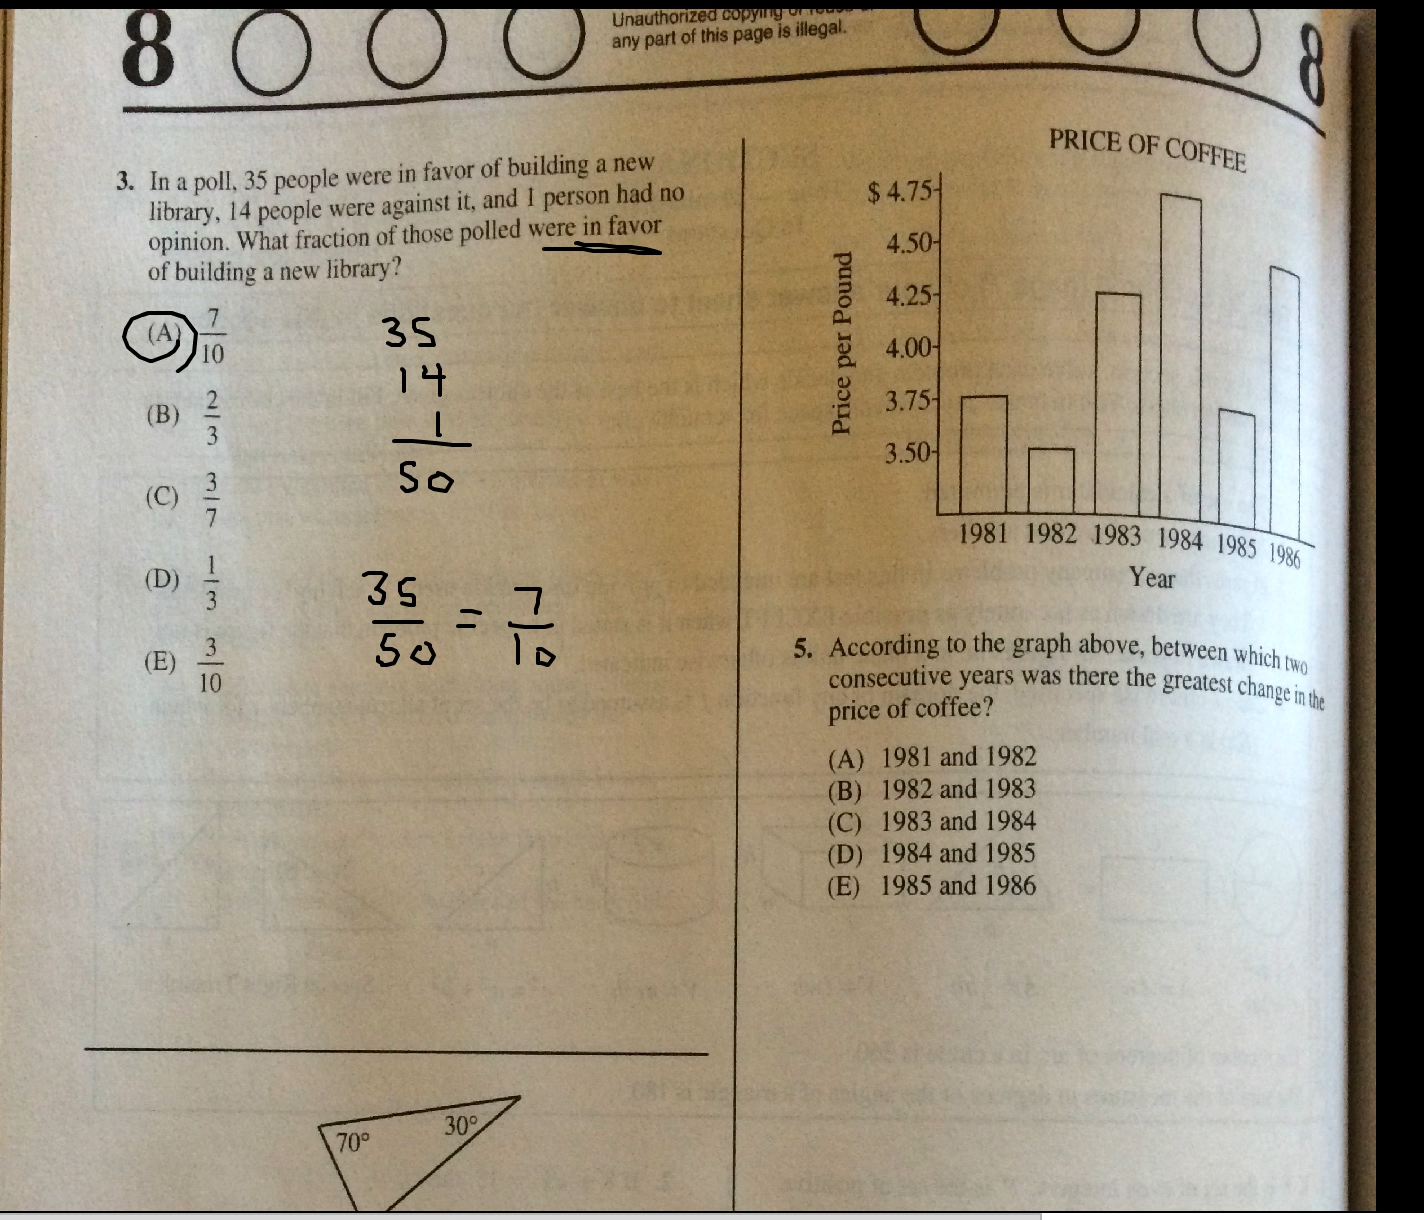 8
8
Unauthorized copying or reuse of
any part of this page is illegal.
3. In a poll, 35 people were in favor of building a new
library, 14 people were against it, and 1 person had no
opinion. What fraction of those polled were in favor
of building a new library?
(A) 7/10
(B) 2/3
(C) 3/7
(D) 1/3
(E) 3/10
35
14
1
50
35/50 = 7/10
70°
30°
PRICE OF COFFEE
Price per Pound
$ 4.75
4.50
4.25
4.00
3.75
3.50
1981 1982 1983 1984 1985 1986
Year
5. According to the graph above, between which two
consecutive years was there the greatest change in the
price of coffee?
(A) 1981 and 1982
(B) 1982 and 1983
(C) 1983 and 1984
(D) 1984 and 1985
(E) 1985 and 1986